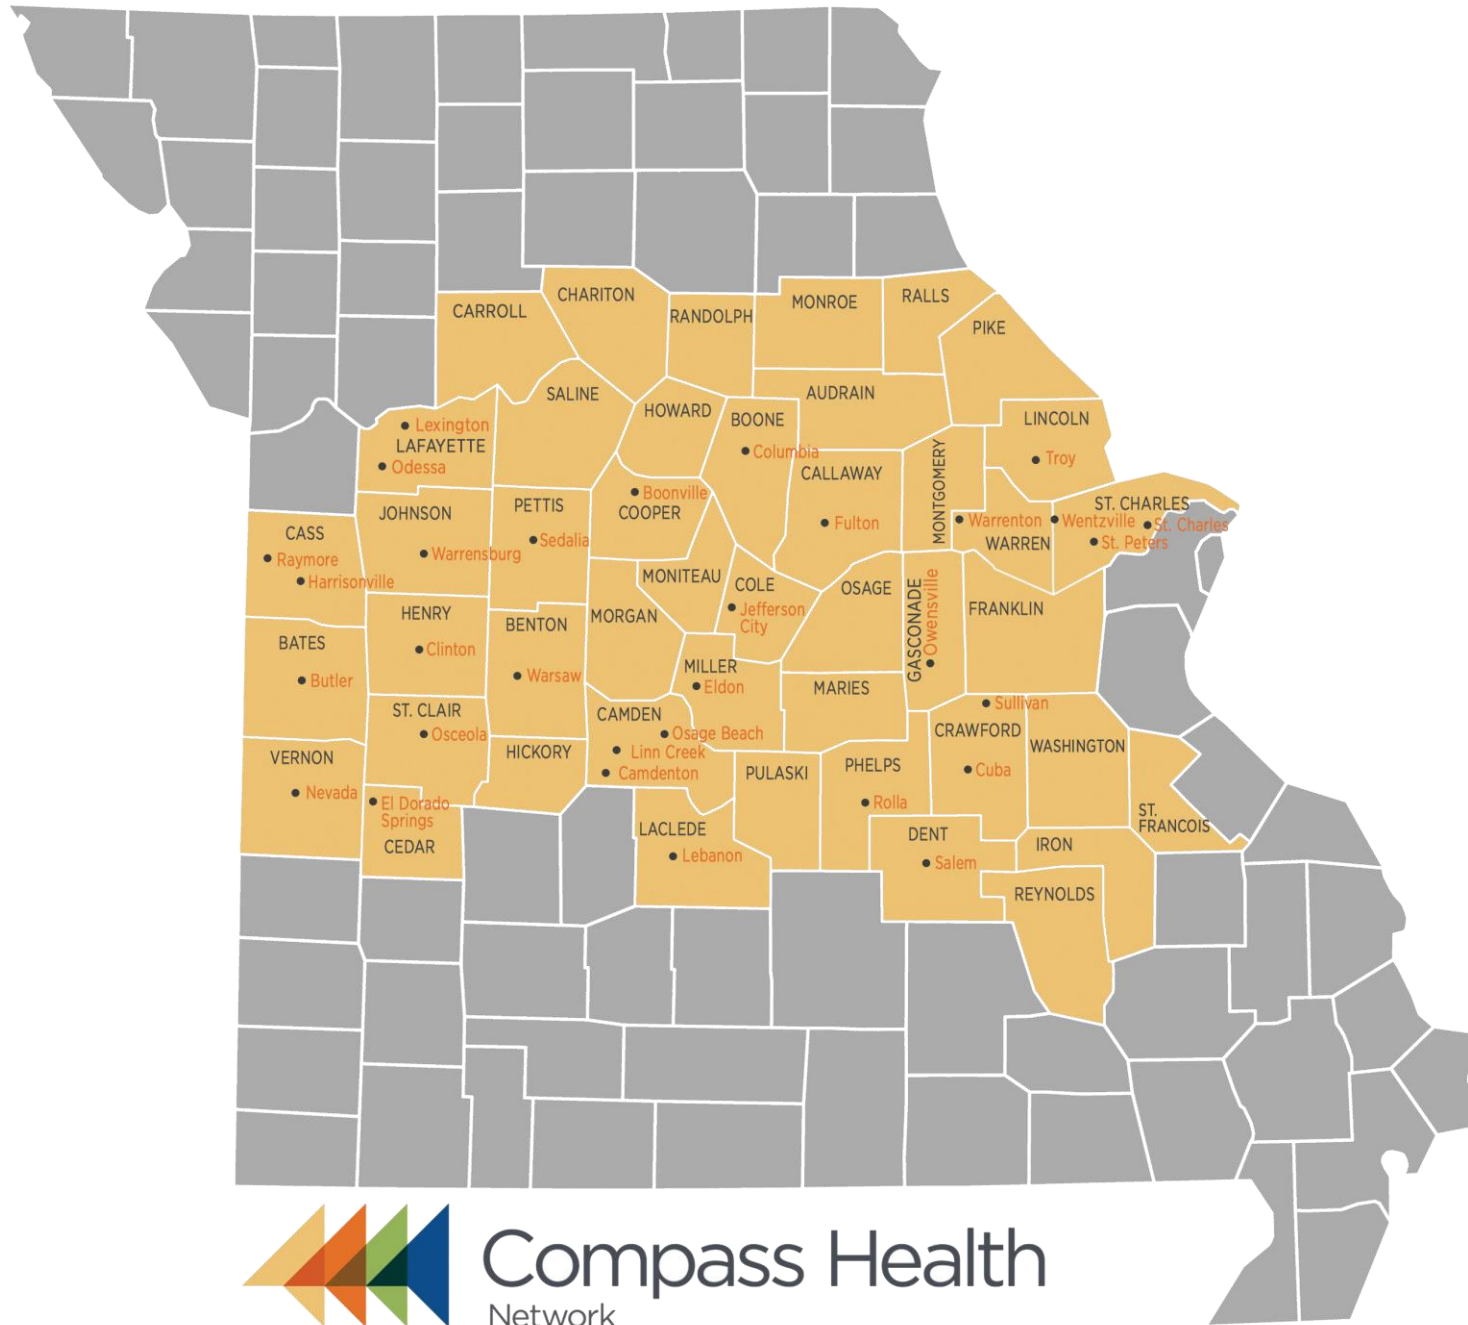 CHARITON
RALLS
MONROE
CARROLL
RANDOLPH
PIKE
SALINE
AUDRAIN
HOWARD
BOONE
LINCOLN
Lexington
LAFAYETTE
Columbia
Troy
Odessa
CALLAWAY
MONTGOMERY
Boonville
COOPER
PETTIS
JOHNSON
ST. CHARLES
Fulton
Warrenton
Wentzville
St. Charles
CASS
Sedalia
WARREN
St. Peters
Raymore
Warrensburg
Harrisonville
MONITEAU
COLE
OSAGE
Jefferson
City
GASCONADE
Owensville
FRANKLIN
HENRY
BENTON
MORGAN
BATES
Clinton
MILLER
Butler
Warsaw
Eldon
MARIES
Sullivan
ST. CLAIR
CAMDEN
CRAWFORD
Osceola
Osage Beach
WASHINGTON
VERNON
HICKORY
Linn Creek
PULASKI
PHELPS
Camdenton
Cuba
Nevada
El Dorado
Springs
Rolla
ST.
FRANCOIS
CEDAR
LACLEDE
DENT
IRON
Lebanon
Salem
REYNOLDS
Compass Health
Network